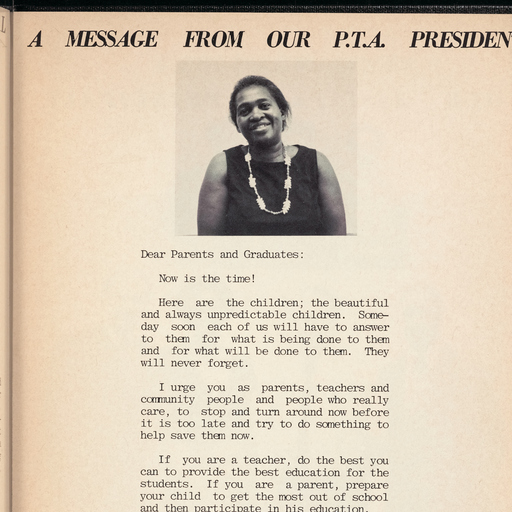 A MESSAGE FROM OUR P.T.A. PRESIDEN
Dear Parents and Graduates:
Now is the time!
Here are the children; the beautiful
and always unpredictable children. Some-
day soon each of us will have to answer
to them for what is being done to them
and for what will be done to them. They
will never forget.
I urge you as parents, teachers and
community people and people who really
care, to stop and turn around now before
it is too late and try to do something to
help save them now.
If you are a teacher, do the best you
can to provide the best education for the
students. If you are a parent, prepare
your child to get the most out of school
and then participate in his education.